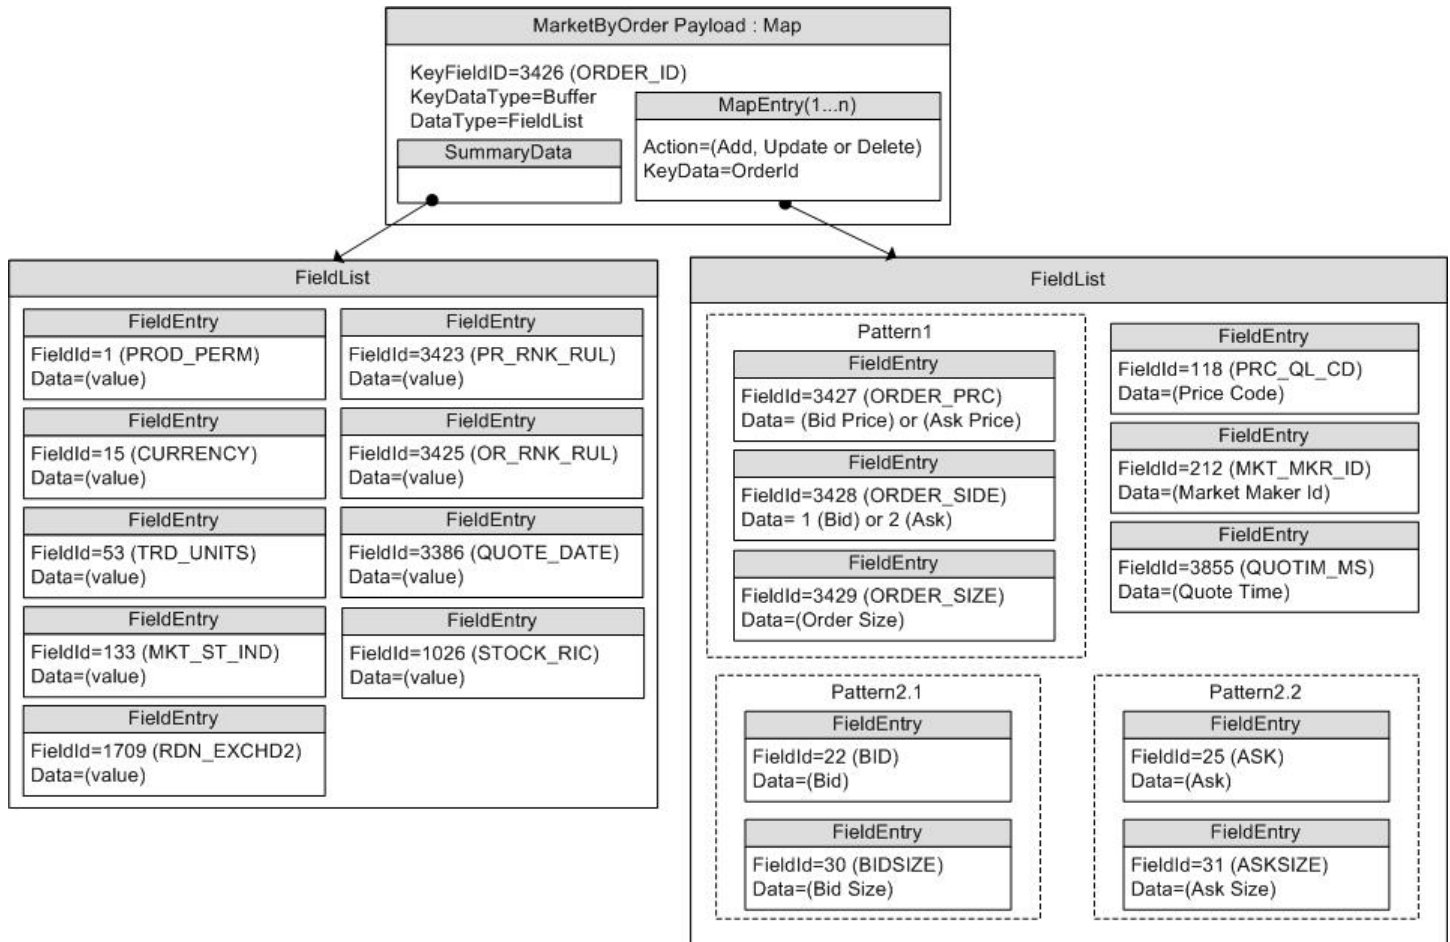 MarketByOrder Payload : Map
KeyFieldID=3426 (ORDER_ID)
KeyDataType=Buffer
DataType=FieldList
SummaryData
MapEntry(1...n)
Action=(Add, Update or Delete)
KeyData=OrderId
FieldList
FieldEntry
FieldId=1 (PROD_PERM)
Data=(value)
FieldEntry
FieldId=15 (CURRENCY)
Data=(value)
FieldEntry
FieldId=53 (TRD_UNITS)
Data=(value)
FieldEntry
FieldId=133 (MKT_ST_IND)
Data=(value)
FieldEntry
FieldId=1709 (RDN_EXCHD2)
Data=(value)
FieldEntry
FieldId=3423 (PR_RNK_RUL)
Data=(value)
FieldEntry
FieldId=3425 (OR_RNK_RUL)
Data=(value)
FieldEntry
FieldId=3386 (QUOTE_DATE)
Data=(value)
FieldEntry
FieldId=1026 (STOCK_RIC)
Data=(value)
FieldList
Pattern1
FieldEntry
FieldId=3427 (ORDER_PRC)
Data= (Bid Price) or (Ask Price)
FieldEntry
FieldId=3428 (ORDER_SIDE)
Data= 1 (Bid) or 2 (Ask)
FieldEntry
FieldId=3429 (ORDER_SIZE)
Data=(Order Size)
FieldEntry
FieldId=118 (PRC_QL_CD)
Data=(Price Code)
FieldEntry
FieldId=212 (MKT_MKR_ID)
Data=(Market Maker Id)
FieldEntry
FieldId=3855 (QUOTIM_MS)
Data=(Quote Time)
Pattern2.1
FieldEntry
FieldId=22 (BID)
Data=(Bid)
FieldEntry
FieldId=30 (BIDSIZE)
Data=(Bid Size)
Pattern2.2
FieldEntry
FieldId=25 (ASK)
Data=(Ask)
FieldEntry
FieldId=31 (ASKSIZE)
Data=(Ask Size)